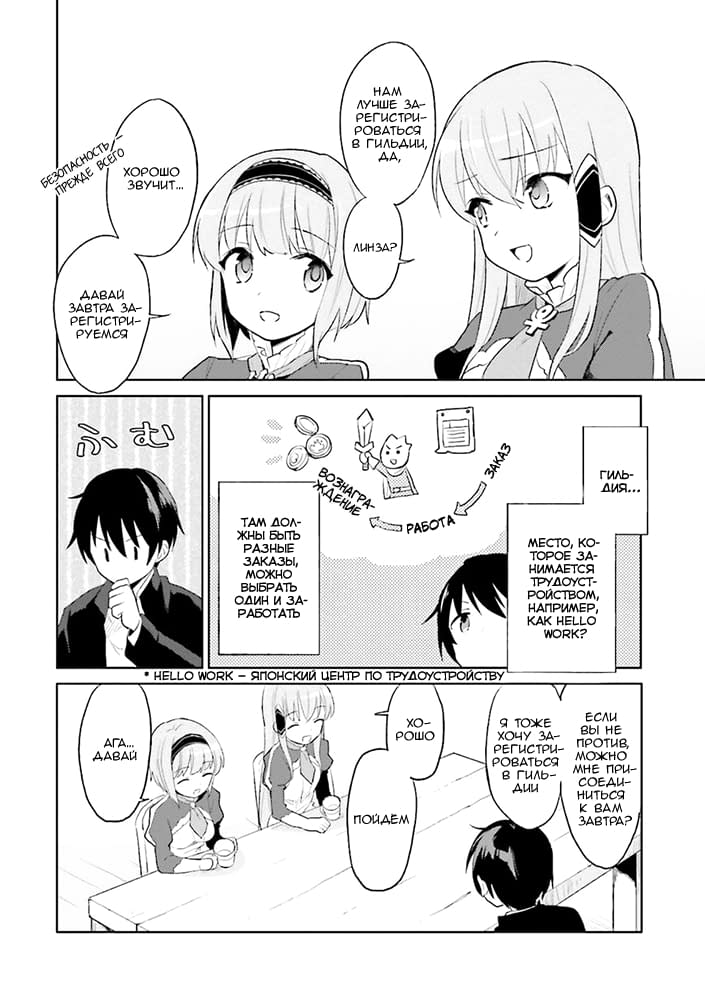 НАМ
ЛУЧШЕ ЗА-
РЕГИСТРИ-
РОВАТЬСЯ
В ГИЛЬДИИ,
ДА,
ЛИНЗА?
ХОРОШО
ЗВУЧИТ...
БЕЗОПАСНОСТЬ –
ПРЕЖДЕ ВСЕГО
ДАВАЙ
ЗАВТРА ЗА-
РЕГИСТРИ-
РУЕМСЯ
ГИЛЬ-
ДИЯ...
МЕСТО, КО-
ТОРОЕ ЗА-
НИМАЕТСЯ
ТРУДОУСТ-
РОЙСТВОМ,
НАПРИМЕР,
КАК HELLO
WORK?
ЗАКАЗ
РАБОТА
ВОЗНАГРА-
ЖДЕНИЕ
ТАМ ДОЛ-
ЖНЫ БЫТЬ
РАЗНЫЕ
ЗАКАЗЫ,
МОЖНО
ВЫБРАТЬ
ОДИН И ЗА-
РАБОТАТЬ
ふむ
* HELLO WORK – ЯПОНСКИЙ ЦЕНТР ПО ТРУДОУСТРОЙСТВУ
ЕСЛИ
ВЫ НЕ
ПРОТИВ,
МОЖНО
МНЕ ПРИ-
СОЕДИ-
НИТЬСЯ
К ВАМ
ЗАВТРА?
Я ТОЖЕ
ХОЧУ ЗА-
РЕГИСТРИ-
РОВАТЬСЯ
В ГИЛЬ-
ДИИ
ХО-
РОШО
ПОЙДЁМ
АГА...
ДАВАЙ